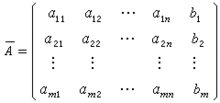 a₁₁ a₁₂ ⋯ a₁ₙ b₁
a₂₁ a₂₂ ⋯ a₂ₙ b₂
A̅ = ⋮ ⋮ ⋮ ⋮
aₘ₁ aₘ₂ ⋯ aₘₙ bₘ